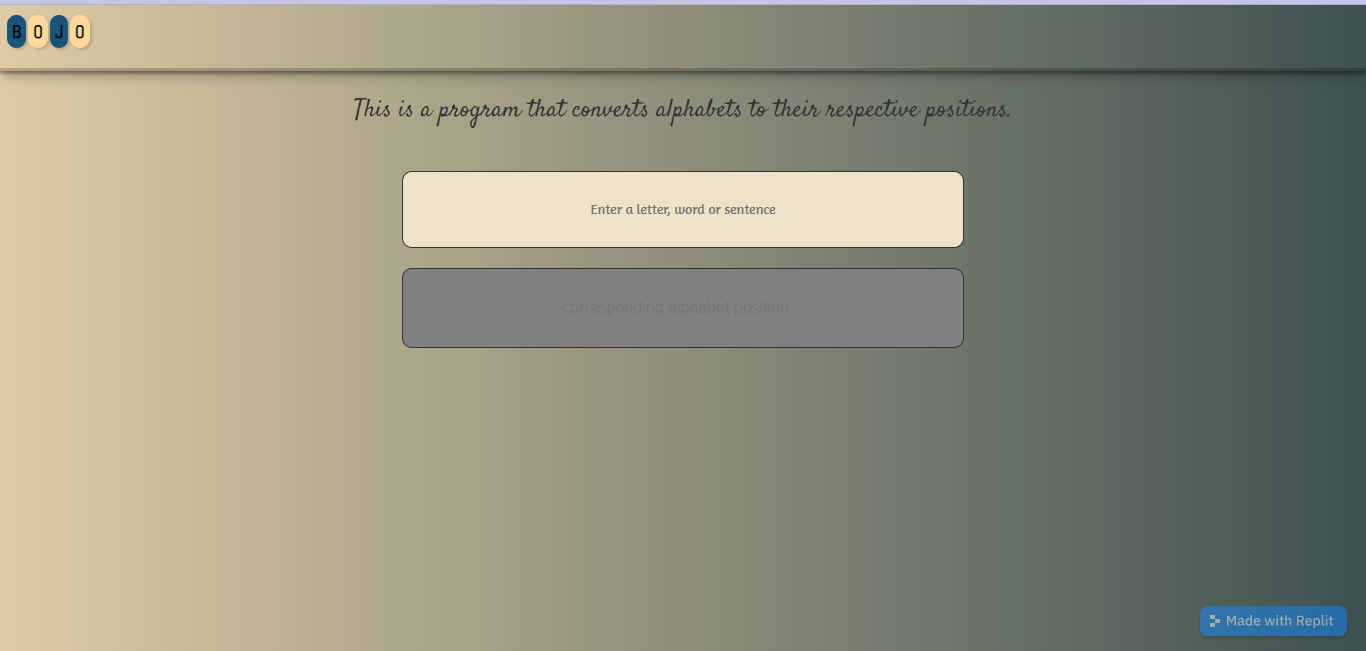 BOJO
This is a program that converts alphabets to their respective positions.
Enter a letter, word or sentence
corresponding alphabet position
Made with Replit